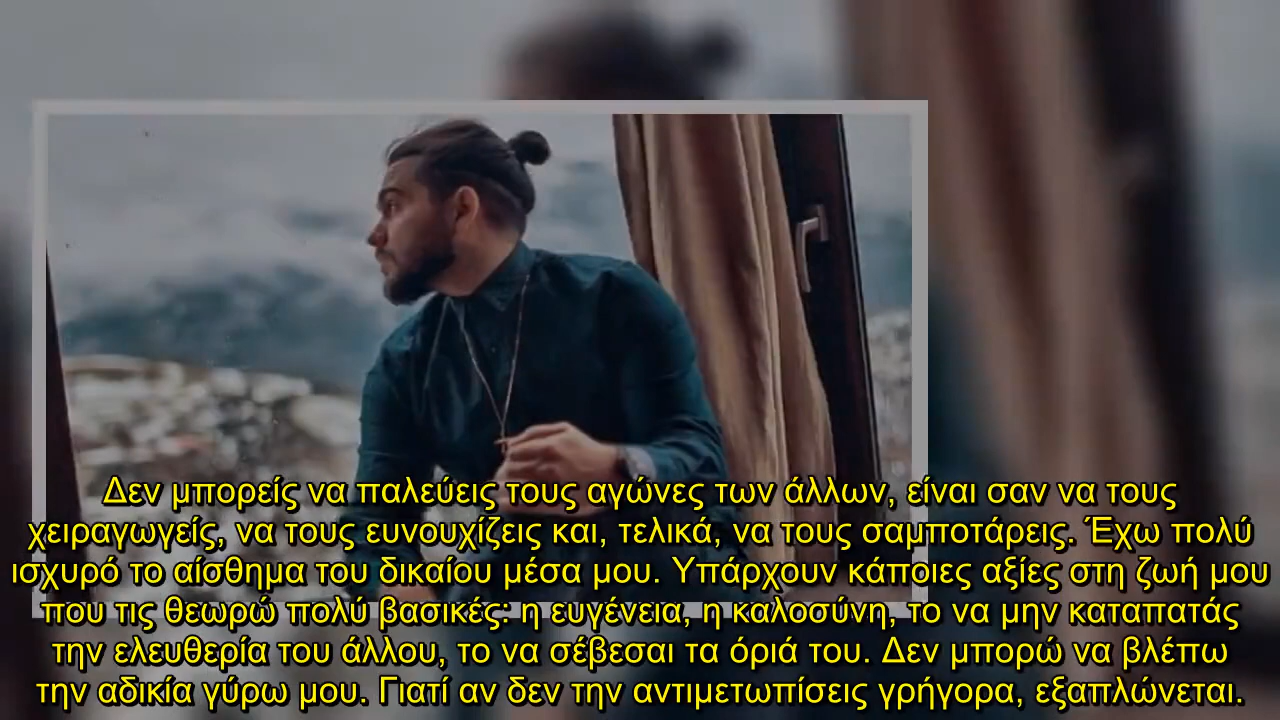 Δεν μπορείς να παλεύεις τους αγώνες των άλλων, είναι σαν να τους
χειραγωγείς, να τους ευνουχίζεις και, τελικά, να τους σαμποτάρεις. Έχω πολύ
ισχυρό το αίσθημα του δικαίου μέσα μου. Υπάρχουν κάποιες αξίες στη ζωή μου
που τις θεωρώ πολύ βασικές: η ευγένεια, η καλοσύνη, το να μην καταπατάς
την ελευθερία του άλλου, το να σέβεσαι τα όριά του. Δεν μπορώ να βλέπω
την αδικία γύρω μου. Γιατί αν δεν την αντιμετωπίσεις γρήγορα, εξαπλώνεται.